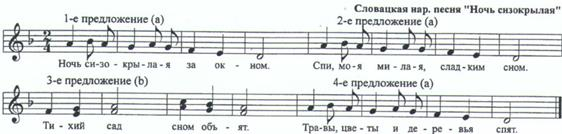 Словацкая нар. песня "Ночь сизокрылая"
1-е предложение (а) 2-е предложение (а)
Ночь си-зо - кры-ла-я за ок - ном. Спи, мо-я ми - ла-я, слад-ким сном.
3-е предложение (b) 4-е предложение (а)
Ти - хий сад сном объ - ят. Тра-вы, цве - ты и де - ре - вья спят.